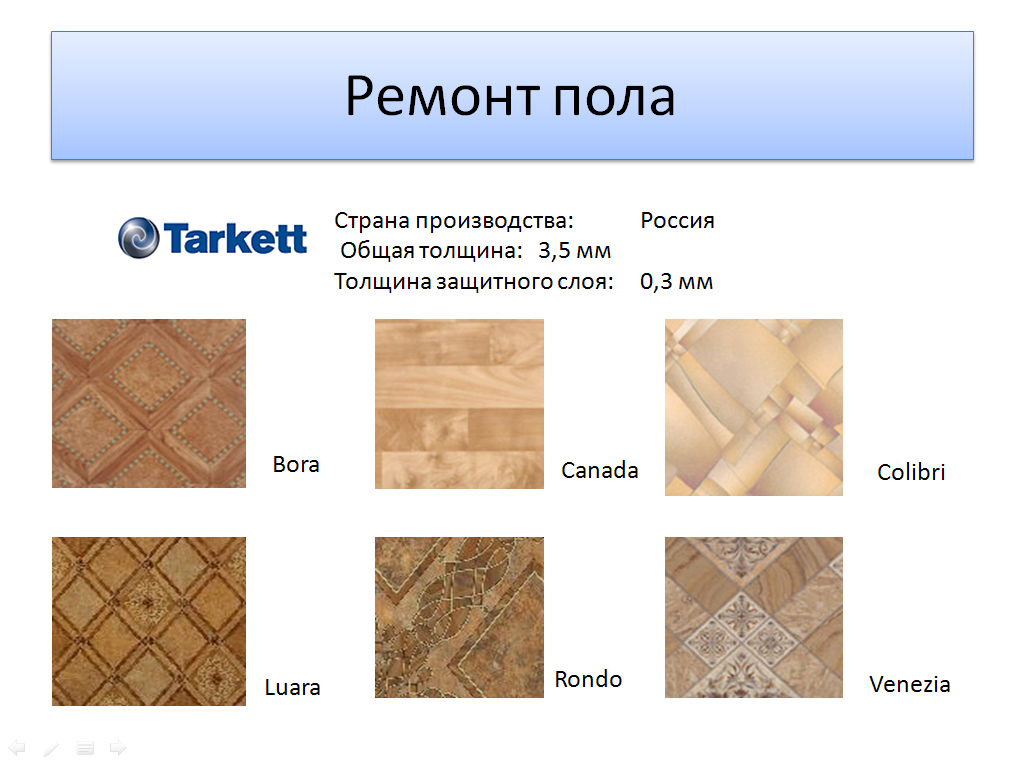 Ремонт пола
Tarkett
Страна производства: Россия
Общая толщина: 3,5 мм
Толщина защитного слоя: 0,3 мм
Bora
Canada
Colibri
Luara
Rondo
Venezia